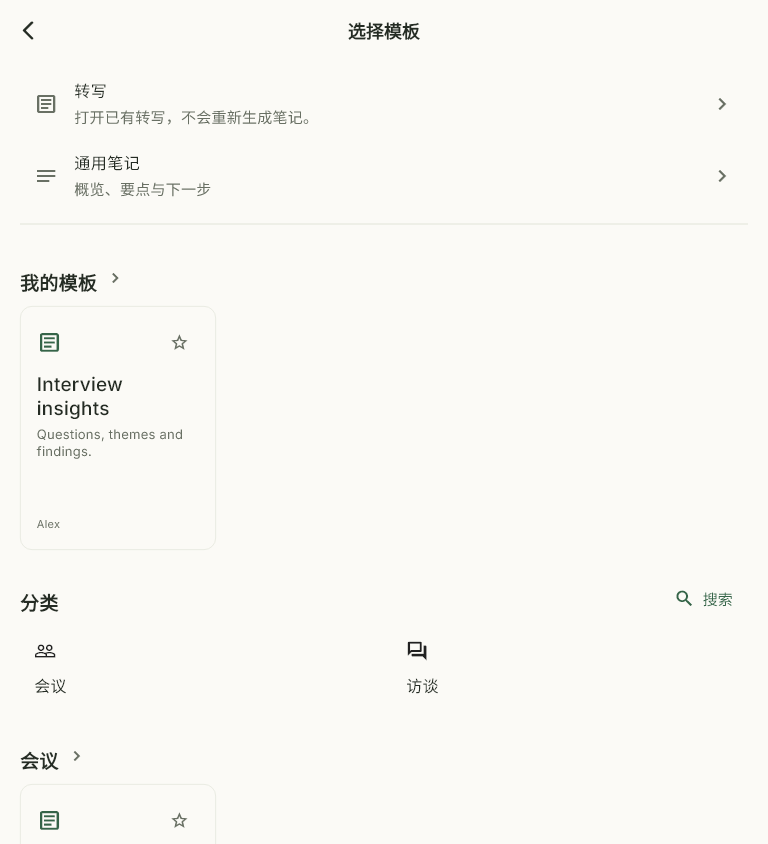 选择模板
转写
打开已有转写，不会重新生成笔记。
通用笔记
概览、要点与下一步
我的模板
Interview
insights
Questions, themes and
findings.
Alex
分类
搜索
会议
访谈
会议